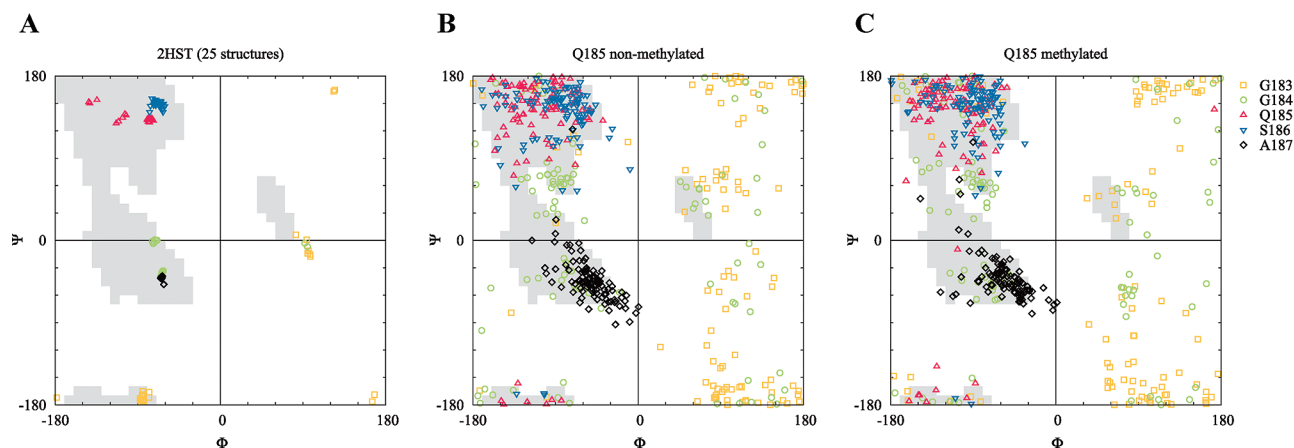 A
B
C
2HST (25 structures)
Q185 non-methylated
Q185 methylated
180
180
180
G183
G184
Q185
S186
A187
Ψ
0
Ψ
0
Ψ
0
-180
-180
-180
-180
0
180
-180
0
180
-180
0
180
Φ
Φ
Φ